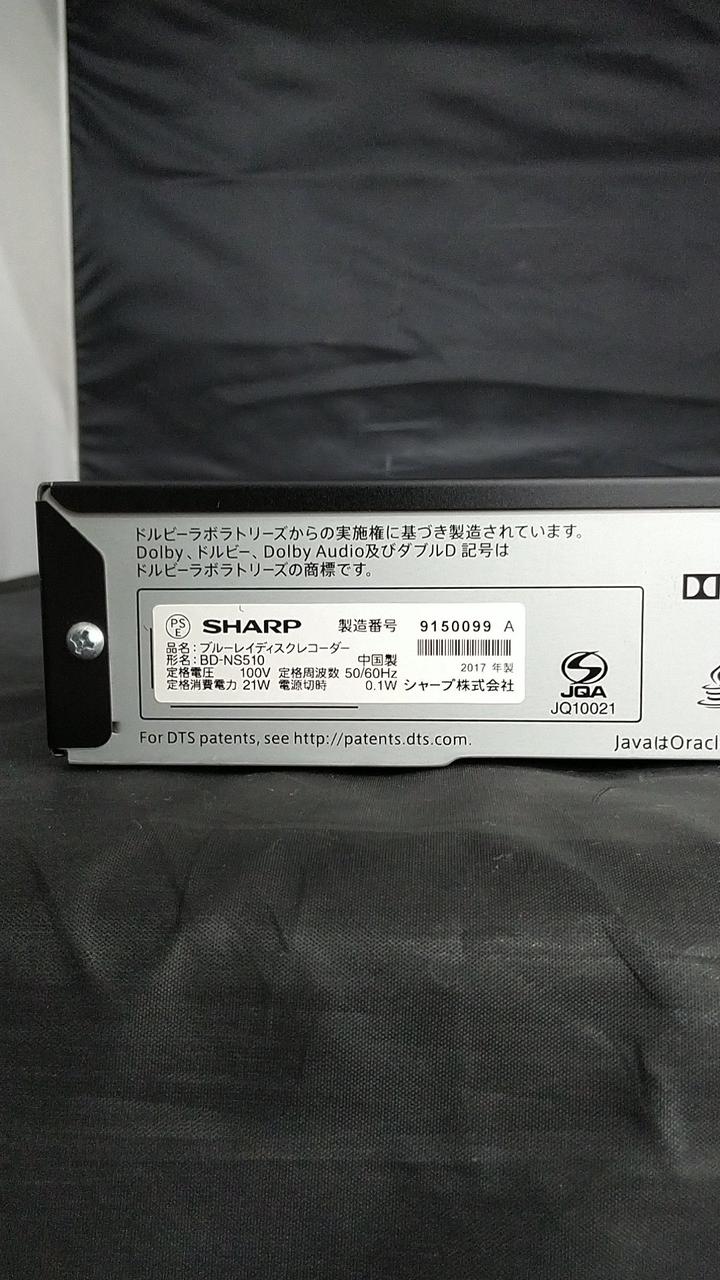 ドルビーラボラトリーズからの実施権に基づき製造されています。
Dolby、ドルビー、Dolby Audio及びダブルD 記号は
ドルビーラボラトリーズの商標です。
PS
E
SHARP 製造番号 9150099 A
品名：ブルーレイディスクレコーダー
形名：BD-NS510 中国製
2017 年製
定格電圧 100V 定格周波数 50/60Hz
定格消費電力 21W 電源切時 0.1W シャープ株式会社
JQA
JQ10021
For DTS patents, see http://patents.dts.com.
JavaはOracl